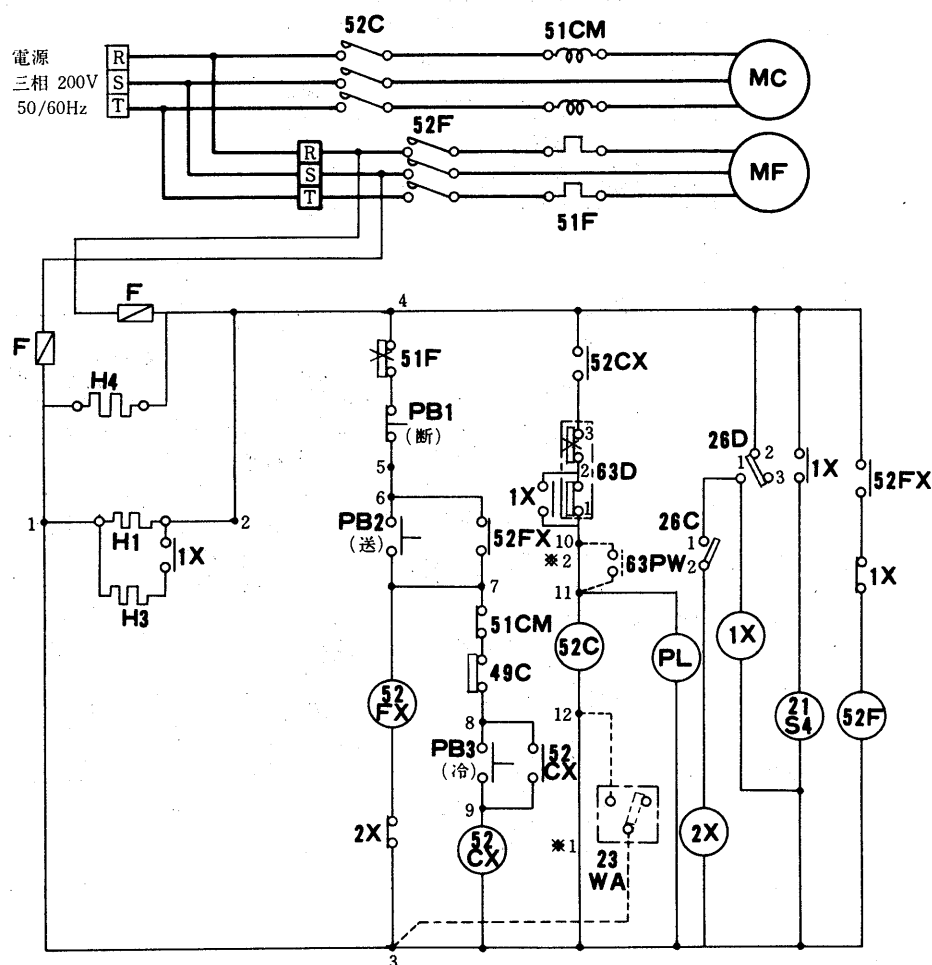 電源
三相 200V
50/60Hz
R
S
T
52C
51CM
MC
52F
R
S
T
MF
51F
F
F
4
H4
51F
PB1
(断)
5
6
PB2
(送)
52FX
7
52CX
3
2
63D
1X
1
10
※2
63PW
11
26D
2
1
3
26C
1
2
1X
52FX
1X
1
H1
2
1X
H3
51CM
49C
52
FX
8
PB3
(冷)
52
CX
9
52
CX
2X
52C
PL
1X
21
S4
52F
12
※1
23
WA
2X
3